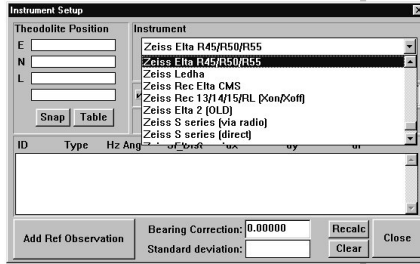 Instrument Setup
Theodolite Position
E
N
L
Snap Table
Instrument
Zeiss Elta R45/R50/R55
Zeiss Elta R45/R50/R55
Zeiss Ledha
Zeiss Rec Elta CMS
Zeiss Rec 13/14/15/RL (Xon/Xoff)
Zeiss Elta 2 (OLD)
Zeiss S series (via radio)
Zeiss S series (direct)
ID Type Hz Ang
Add Ref Observation
Bearing Correction: 0.00000
Standard deviation:
Recalc
Clear
Close